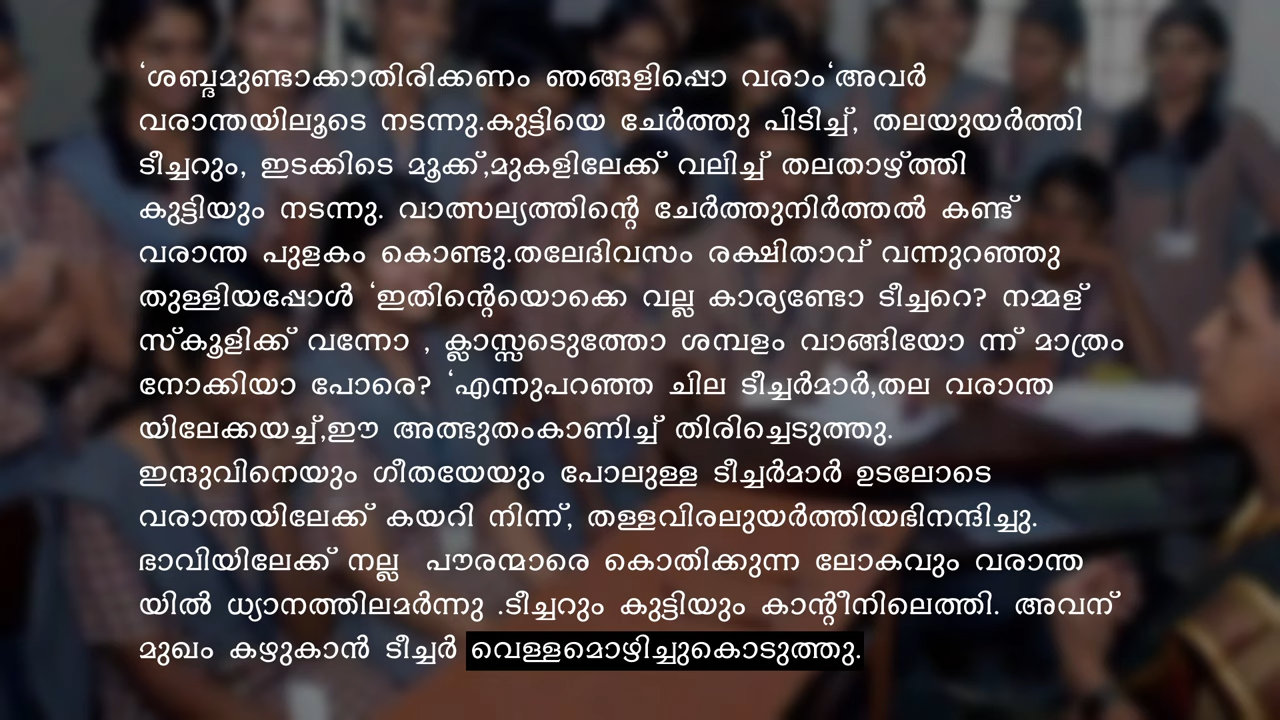 ‘ശബ്ദമുണ്ടാക്കാതിരിക്കണം ഞങ്ങളിപ്പൊ വരാം‘അവർ
വരാന്തയിലൂടെ നടന്നു.കുട്ടിയെ ചേർത്തു പിടിച്ച്, തലയുയർത്തി
ടീച്ചറും, ഇടക്കിടെ മൂക്ക്,മുകളിലേക്ക് വലിച്ച് തലതാഴ്ത്തി
കുട്ടിയും നടന്നു. വാത്സല്യത്തിന്റെ ചേർത്തുനിർത്തൽ കണ്ട്
വരാന്ത പുളകം കൊണ്ടു.തലേദിവസം രക്ഷിതാവ് വന്നുറഞ്ഞു
തുള്ളിയപ്പോൾ ‘ഇതിന്റെയൊക്കെ വല്ല കാര്യണ്ടോ ടീച്ചറെ? നമ്മള്
സ്കൂളിക്ക് വന്നോ , ക്ലാസ്സടെുത്തോ ശമ്പളം വാങ്ങിയോ ന്ന് മാത്രം
നോക്കിയാ പോരെ? ‘എന്നുപറഞ്ഞ ചില ടീച്ചർമാർ,തല വരാന്ത
യിലേക്കയച്ച്,ഈ അത്ഭുതംകാണിച്ച് തിരിച്ചെടുത്തു.
ഇന്ദുവിനെയും ഗീതയേയും പോലുള്ള ടീച്ചർമാർ ഉടലോടെ
വരാന്തയിലേക്ക് കയറി നിന്ന്, തള്ളവിരലുയർത്തിയഭിനന്ദിച്ചു.
ഭാവിയിലേക്ക് നല്ല  പൗരന്മാരെ കൊതിക്കുന്ന ലോകവും വരാന്ത
യിൽ ധ്യാനത്തിലമർന്നു .ടീച്ചറും കുട്ടിയും കാന്റീനിലെത്തി. അവന്
മുഖം കഴുകാൻ ടീച്ചർ വെള്ളമൊഴിച്ചുകൊടുത്തു.